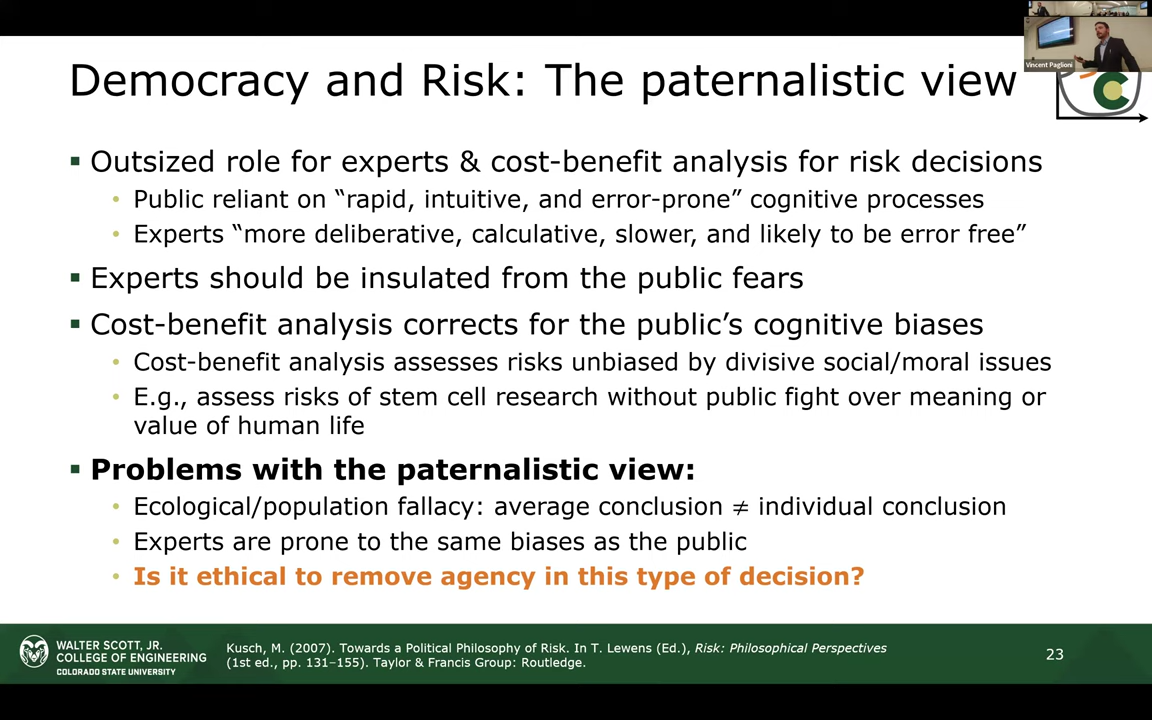 Vincent Paglioni
Democracy and Risk: The paternalistic view
C
▪ Outsized role for experts & cost-benefit analysis for risk decisions
• Public reliant on “rapid, intuitive, and error-prone” cognitive processes
• Experts “more deliberative, calculative, slower, and likely to be error free”
▪ Experts should be insulated from the public fears
▪ Cost-benefit analysis corrects for the public’s cognitive biases
• Cost-benefit analysis assesses risks unbiased by divisive social/moral issues
• E.g., assess risks of stem cell research without public fight over meaning or
value of human life
▪ Problems with the paternalistic view:
• Ecological/population fallacy: average conclusion ≠ individual conclusion
• Experts are prone to the same biases as the public
• Is it ethical to remove agency in this type of decision?
WALTER SCOTT, JR.
COLLEGE OF ENGINEERING
COLORADO STATE UNIVERSITY
Kusch, M. (2007). Towards a Political Philosophy of Risk. In T. Lewens (Ed.), Risk: Philosophical Perspectives
(1st ed., pp. 131–155). Taylor & Francis Group: Routledge.
23